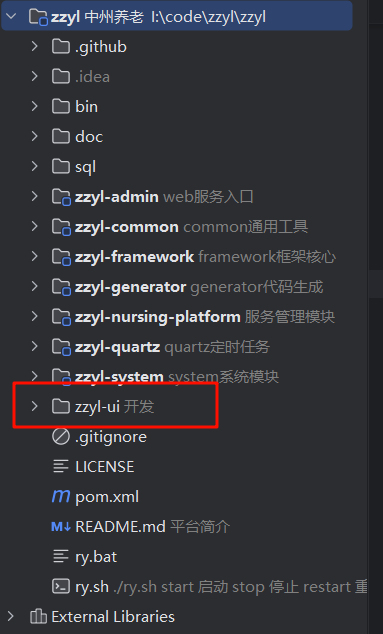 zzyl 中州养老 I:\code\zzyl\zzyl
.github
.idea
bin
doc
sql
zzyl-admin web服务入口
zzyl-common common通用工具
zzyl-framework framework框架核心
zzyl-generator generator代码生成
zzyl-nursing-platform 服务管理模块
zzyl-quartz quartz定时任务
zzyl-system system系统模块
zzyl-ui 开发
.gitignore
LICENSE
pom.xml
README.md 平台简介
ry.bat
ry.sh ./ry.sh start 启动 stop 停止 restart 重
External Libraries